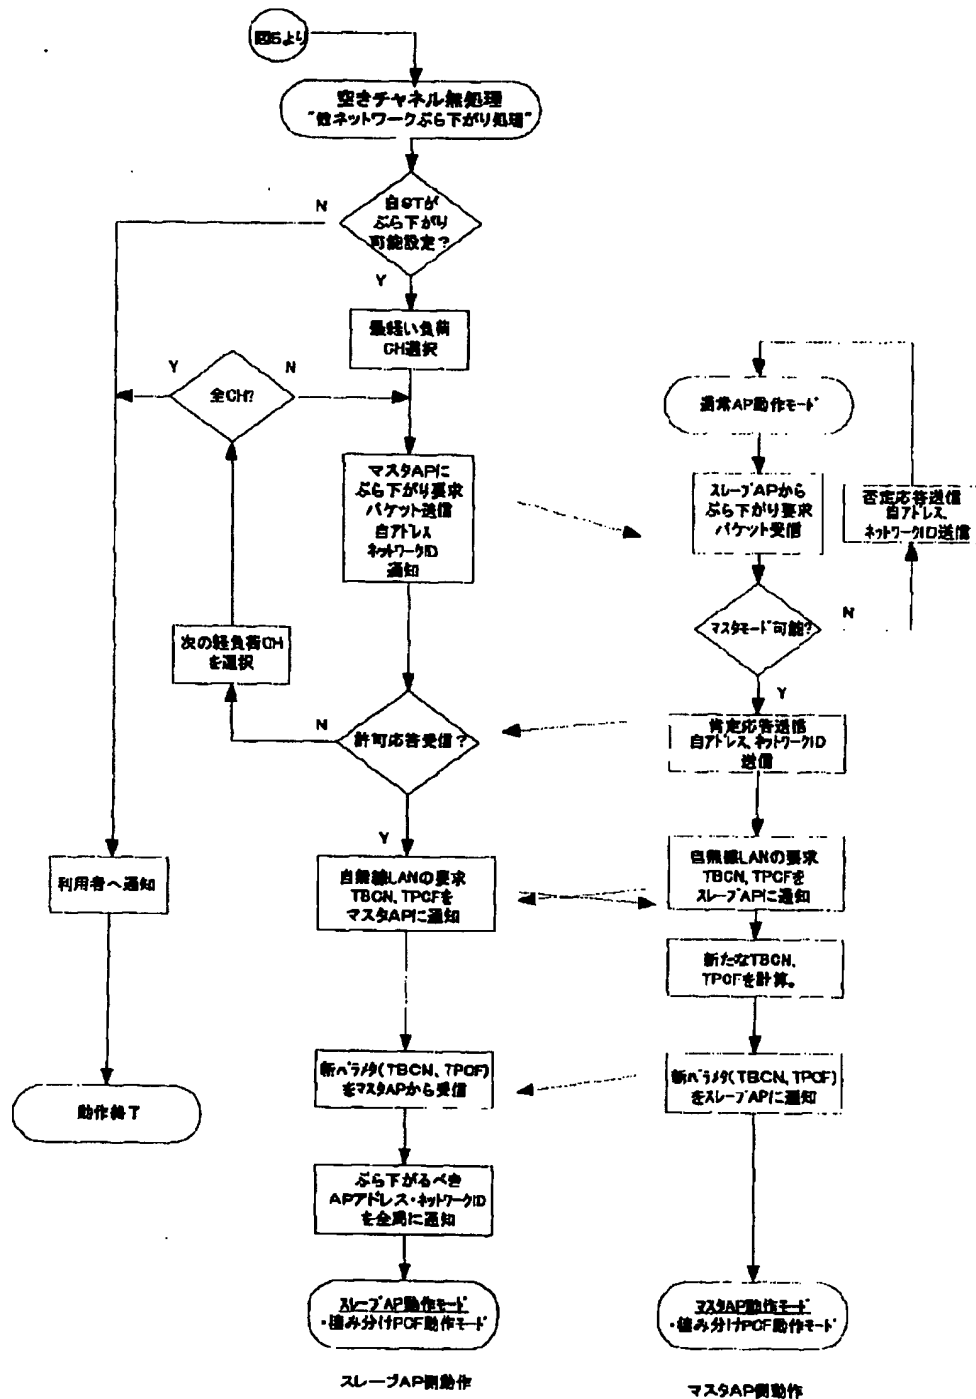 図5より
空きチャネル無処理
"他ネットワークぶら下がり処理"
自STが
ぶら下がり
可能設定?
N
Y
最軽い負荷
CH選択
全CH?
Y
N
マスタAPに
ぶら下がり要求
パケット送信
自アドレス
ネットワークID
通知
次の軽負荷CH
を選択
許可応答受信?
N
Y
利用者へ通知
動作終了
自無線LANの要求
TBCN、TPCFを
マスタAPに通知
新パラメタ(TBCN、TPCF)
をマスタAPから受信
ぶら下がるべき
APアドレス・ネットワークID
を全局に通知
スレーブAP動作モード
・棲み分けPCF動作モード
スレーブAP側動作
通常AP動作モード
スレーブAPから
ぶら下がり要求
パケット受信
否定応答送信
自アドレス、
ネットワークID送信
マスタモード可能?
N
Y
肯定応答送信
自アドレス、ネットワークID
送信
自無線LANの要求
TBCN、TPCFを
スレーブAPに通知
新たなTBCN、
TPCFを計算。
新パラメタ(TBCN、TPCF)
をスレーブAPに通知
マスタAP動作モード
・棲み分けPCF動作モード
マスタAP側動作